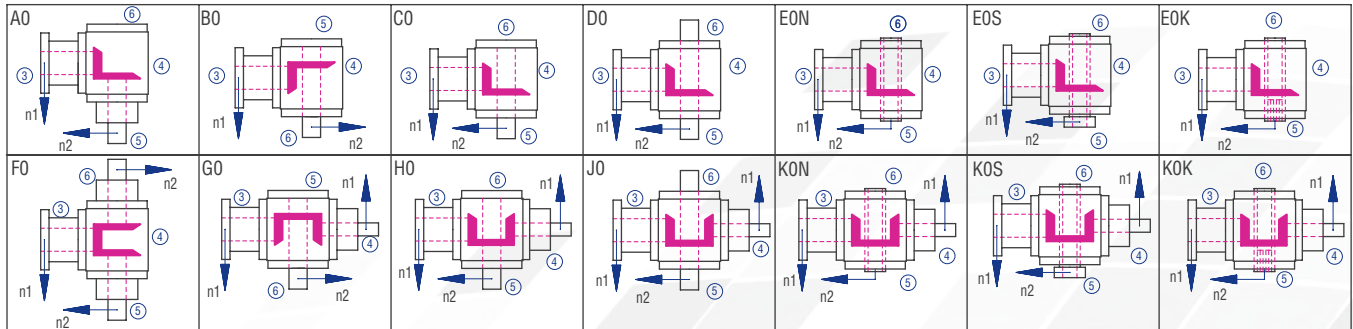 A0
⑥
③
④
n1
n2
⑤
B0
⑤
③
④
n1
⑥
n2
C0
⑥
③
④
n1
n2
⑤
D0
⑥
③
④
n1
n2
⑤
E0N
⑥
③
④
n1
n2
⑤
E0S
⑥
③
④
n1
n2
⑤
E0K
⑥
③
④
n1
n2
⑤
F0
⑥
n2
③
④
n1
n2
⑤
G0
⑤
n1
③
④
n1
⑥
n2
H0
⑥
n1
③
④
n1
n2
⑤
J0
⑥
n1
③
④
n1
n2
⑤
K0N
⑥
n1
③
④
n1
n2
⑤
K0S
⑥
n1
③
④
n1
n2
⑤
K0K
⑥
n1
③
④
n1
n2
⑤